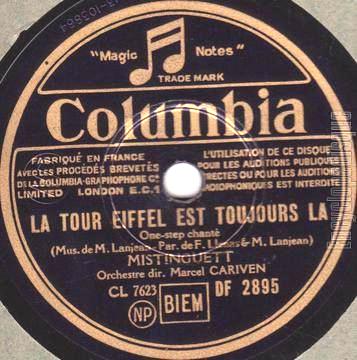 "Magic Notes"
TRADE MARK
Columbia
FABRIQUÉ EN FRANCE
AVEC LES PROCÉDÉS BREVETÉS
DE LA COLUMBIA-GRAPHOPHONE Cº
LIMITED LONDON E.C.1
L'UTILISATION DE CE DISQUE
POUR LES AUDITIONS PUBLIQUES
DIRECTES OU POUR LES AUDITIONS
RADIOPHONIQUES EST INTERDITE
LA TOUR EIFFEL EST TOUJOURS LA
One-step chanté
(Mus. de M. Lanjean - Par. de F. & M. Lanjean)
MISTINGUETT
Orchestre dir. Marcel CARIVEN
CL 7623 BIEM DF 2895
NP